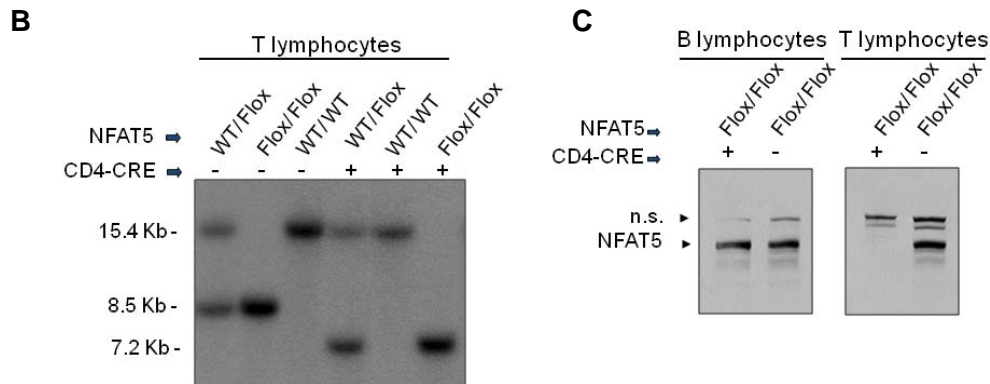 B
T lymphocytes
NFAT5
WT/Flox
Flox/Flox
WT/WT
WT/Flox
WT/WT
Flox/Flox
CD4-CRE - - - + + +
15.4 Kb -
8.5 Kb -
7.2 Kb -
C
B lymphocytes T lymphocytes
NFAT5
Flox/Flox
Flox/Flox
Flox/Flox
Flox/Flox
CD4-CRE + - + -
n.s.
NFAT5